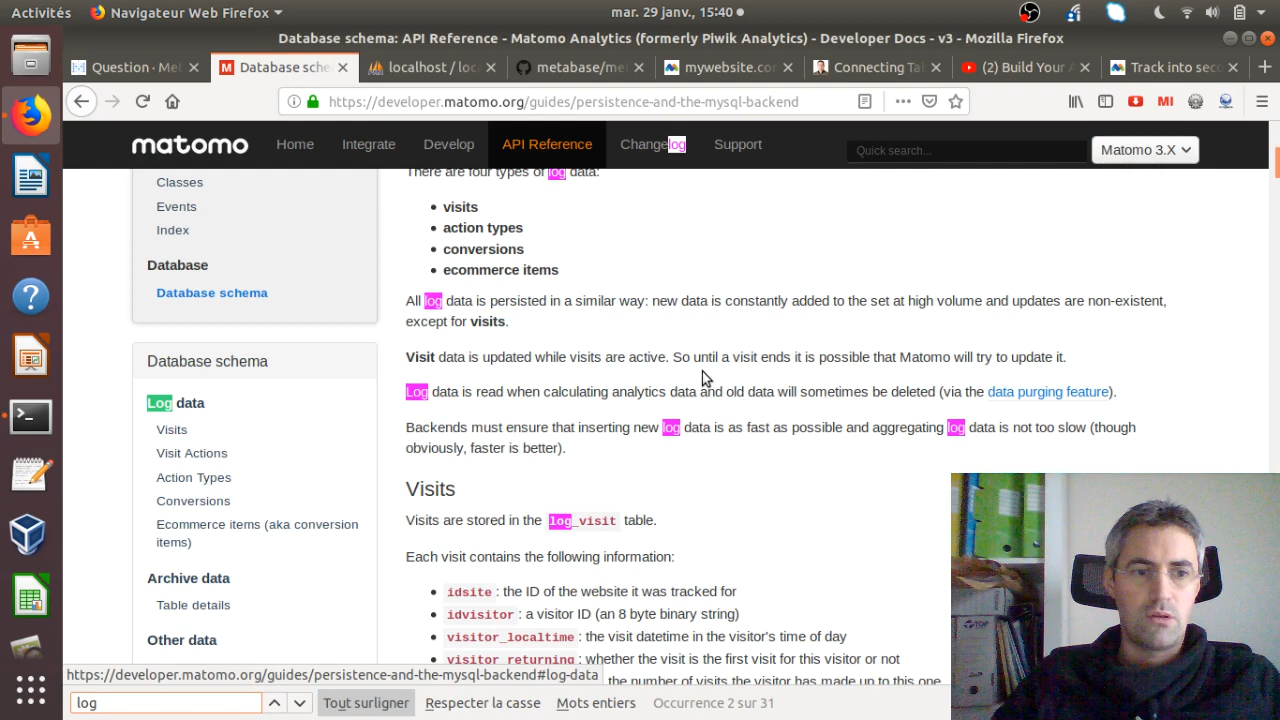 Activités
Navigateur Web Firefox
mar. 29 janv., 15:40
Database schema: API Reference - Matomo Analytics (formerly Piwik Analytics) - Developer Docs - v3 - Mozilla Firefox
Question · Me
Database sche
localhost / loc
metabase/me
mywebsite.co
Connecting Ta
(2) Build Your A
Track into sec
https://developer.matomo.org/guides/persistence-and-the-mysql-backend
matomo
Home
Integrate
Develop
API Reference
Changelog
Support
Quick search...
Matomo 3.X
Classes
Events
Index
Database
Database schema
Database schema
Log data
Visits
Visit Actions
Action Types
Conversions
Ecommerce items (aka conversion
items)
Archive data
Table details
Other data
There are four types of log data:
visits
action types
conversions
ecommerce items
All log data is persisted in a similar way: new data is constantly added to the set at high volume and updates are non-existent,
except for visits.
Visit data is updated while visits are active. So until a visit ends it is possible that Matomo will try to update it.
Log data is read when calculating analytics data and old data will sometimes be deleted (via the data purging feature).
Backends must ensure that inserting new log data is as fast as possible and aggregating log data is not too slow (though
obviously, faster is better).
Visits
Visits are stored in the log_visit table.
Each visit contains the following information:
idsite : the ID of the website it was tracked for
idvisitor : a visitor ID (an 8 byte binary string)
visitor_localtime : the visit datetime in the visitor's time of day
visitor_returning : whether the visit is the first visit for this visitor or not
the number of visits the visitor has made up to this one
https://developer.matomo.org/guides/persistence-and-the-mysql-backend#log-data
log
Tout surligner
Respecter la casse
Mots entiers
Occurrence 2 sur 31